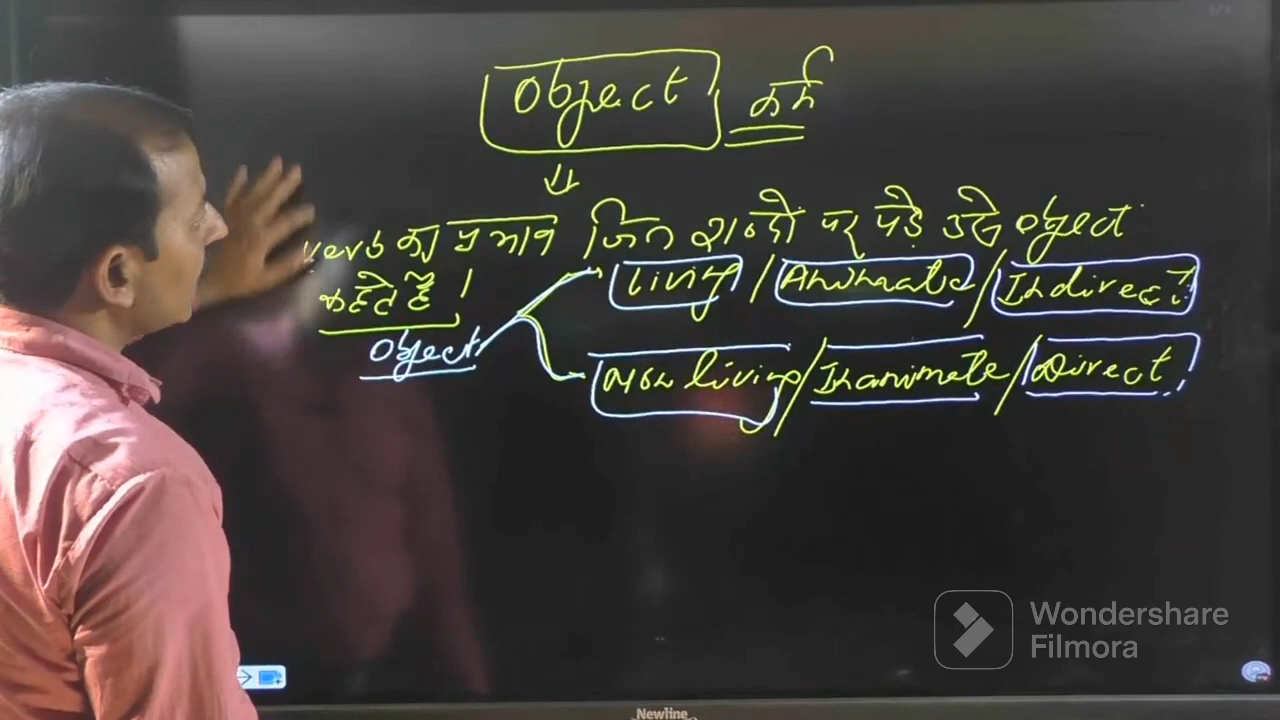 Object कर्म
verb का प्रभाव जिन शब्दों पर पड़े उसे object
कहते हैं।
Living / Animate / Indirect
object
Non living / Inanimate / Direct
Wondershare
Filmora
Newline